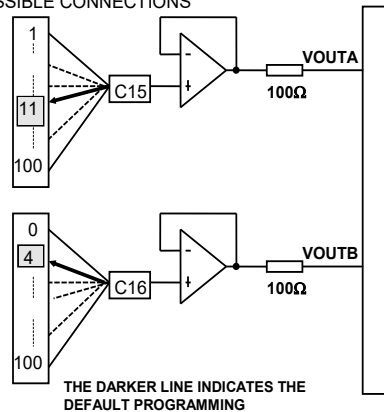 SSIBLE CONNECTIONS
1
11
100
C15
-
+
100Ω
VOUTA
0
4
100
C16
-
+
100Ω
VOUTB
THE DARKER LINE INDICATES THE
DEFAULT PROGRAMMING